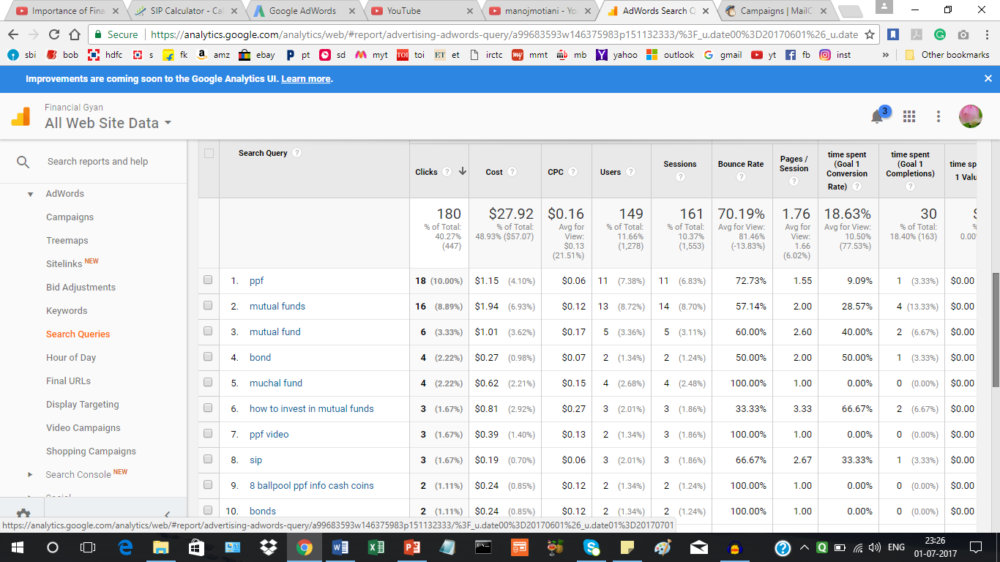 Importance of Finan
SIP Calculator - Cal
Google AdWords
YouTube
manojmotiani - You
AdWords Search Q
Campaigns | MailC
Secure
https://analytics.google.com/analytics/web/#report/advertising-adwords-query/a99683593w146375983p151132333/%3F_u.date00%3D20170601%26_u.date
sbi bob hdfc s fk amz ebay pt sd myt toi et irctc mmt mb yahoo outlook gmail yt fb inst » Other bookmarks
Improvements are coming soon to the Google Analytics UI. Learn more.
Financial Gyan
All Web Site Data
3
Search reports and help
AdWords
Campaigns
Treemaps
Sitelinks NEW
Bid Adjustments
Keywords
Search Queries
Hour of Day
Final URLs
Display Targeting
Video Campaigns
Shopping Campaigns
Search Console NEW
Search Query ?
Clicks ?
Cost ?
CPC ?
Users ?
Sessions ?
Bounce Rate ?
Pages / Session ?
time spent (Goal 1 Conversion Rate) ?
time spent (Goal 1 Completions) ?
time sp
1 Valu
180 % of Total: 40.27% (447)
$27.92 % of Total: 48.93% ($57.07)
$0.16 Avg for View: $0.13 (21.51%)
149 % of Total: 11.66% (1,278)
161 % of Total: 10.37% (1,553)
70.19% Avg for View: 81.46% (-13.83%)
1.76 Avg for View: 1.66 (6.02%)
18.63% Avg for View: 10.50% (77.53%)
30 % of Total: 18.40% (163)
$ % 0.00
1. ppf 18 (10.00%) $1.15 (4.10%) $0.06 11 (7.38%) 11 (6.83%) 72.73% 1.55 9.09% 1 (3.33%) $0.00
2. mutual funds 16 (8.89%) $1.94 (6.93%) $0.12 13 (8.72%) 14 (8.70%) 57.14% 2.00 28.57% 4 (13.33%) $0.00
3. mutual fund 6 (3.33%) $1.01 (3.62%) $0.17 5 (3.36%) 5 (3.11%) 60.00% 2.60 40.00% 2 (6.67%) $0.00
4. bond 4 (2.22%) $0.27 (0.98%) $0.07 2 (1.34%) 2 (1.24%) 50.00% 2.00 50.00% 1 (3.33%) $0.00
5. muchal fund 4 (2.22%) $0.62 (2.21%) $0.15 4 (2.68%) 4 (2.48%) 100.00% 1.00 0.00% 0 (0.00%) $0.00
6. how to invest in mutual funds 3 (1.67%) $0.81 (2.92%) $0.27 3 (2.01%) 3 (1.86%) 33.33% 3.33 66.67% 2 (6.67%) $0.00
7. ppf video 3 (1.67%) $0.39 (1.40%) $0.13 2 (1.34%) 3 (1.86%) 100.00% 1.00 0.00% 0 (0.00%) $0.00
8. sip 3 (1.67%) $0.19 (0.70%) $0.06 3 (2.01%) 3 (1.86%) 66.67% 2.67 33.33% 1 (3.33%) $0.00
9. 8 ballpool ppf info cash coins 2 (1.11%) $0.24 (0.85%) $0.12 2 (1.34%) 2 (1.24%) 100.00% 1.00 0.00% 0 (0.00%) $0.00
10. bonds 2 (1.11%) $0.24 (0.85%) $0.12 2 (1.34%) 2 (1.24%) 100.00% 1.00 0.00% 0 (0.00%) $0.00
https://analytics.google.com/analytics/web/#report/advertising-adwords-query/a99683593w146375983p151132333/%3F_u.date00%3D20170601%26_u.date01%3D20170701
ENG
23:26
01-07-2017